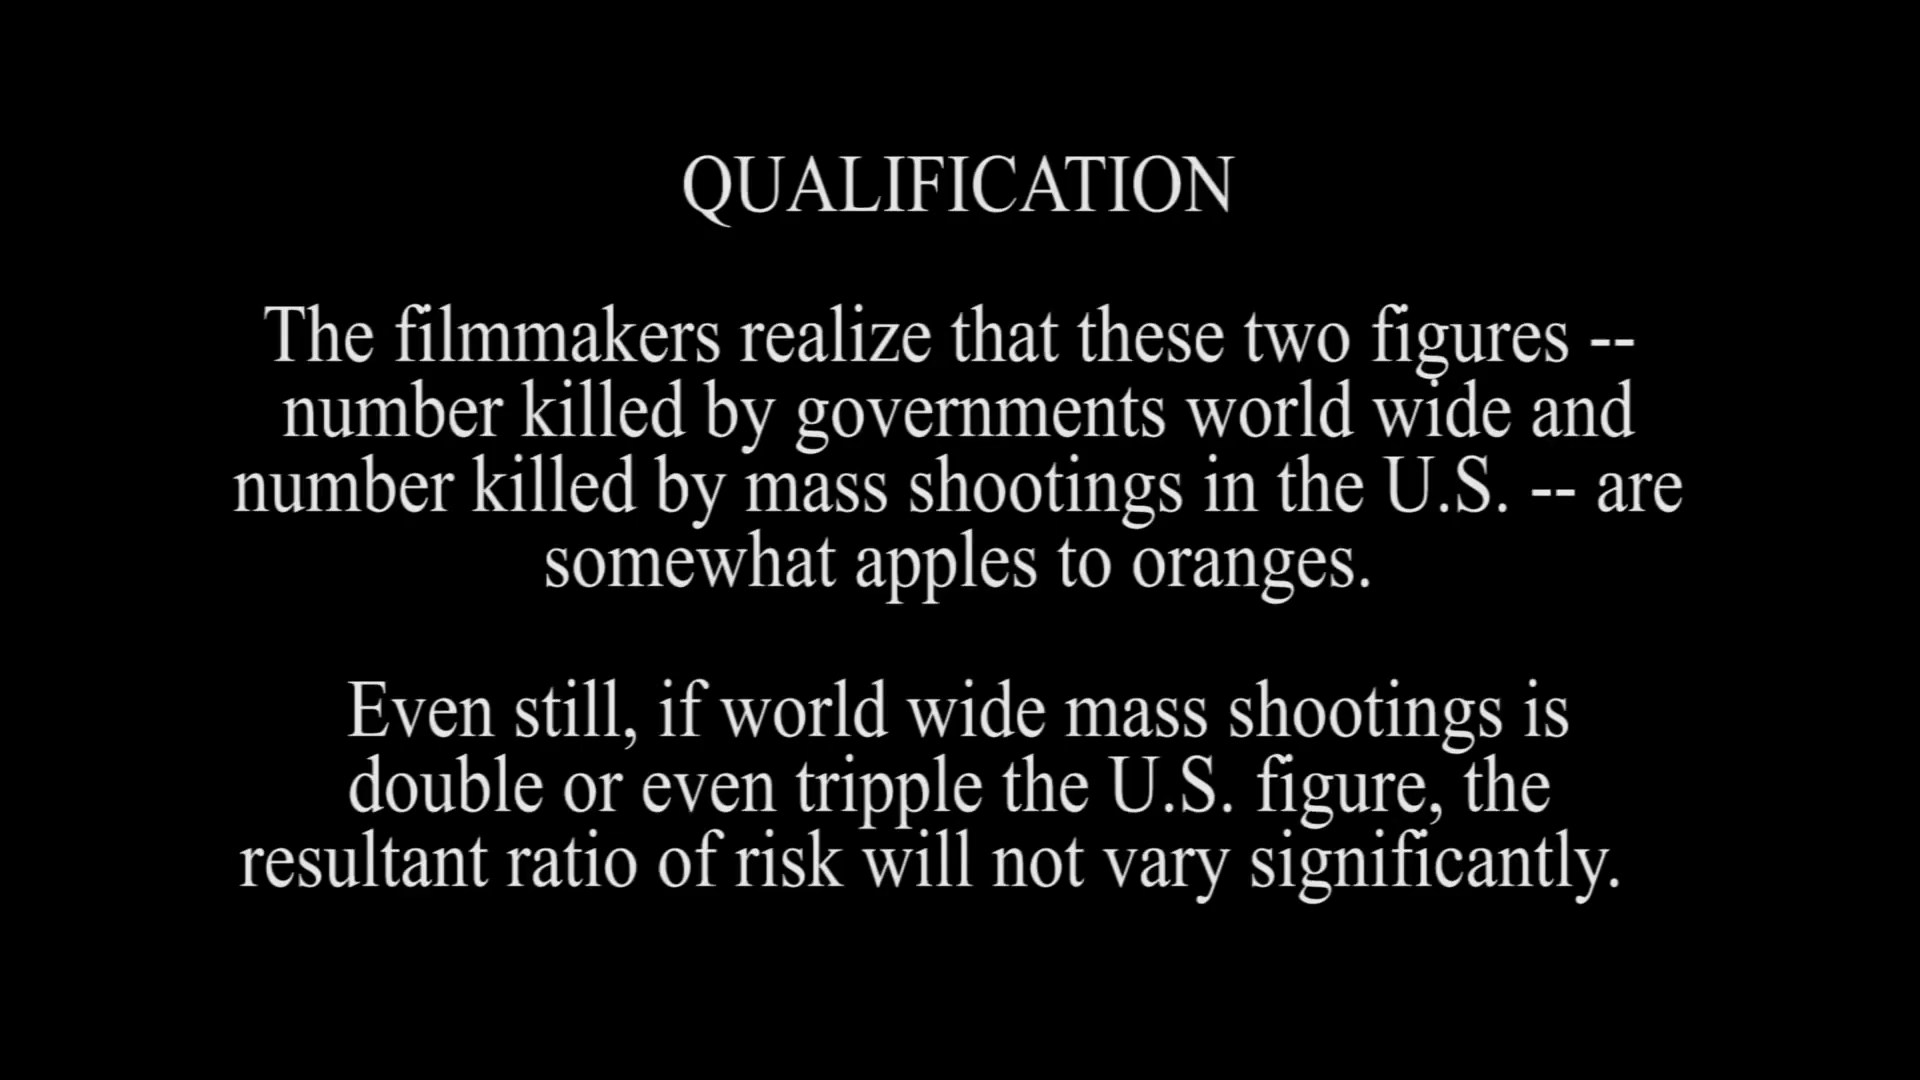 QUALIFICATION
The filmmakers realize that these two figures --
number killed by governments world wide and
number killed by mass shootings in the U.S. -- are
somewhat apples to oranges.
Even still, if world wide mass shootings is
double or even tripple the U.S. figure, the
resultant ratio of risk will not vary significantly.